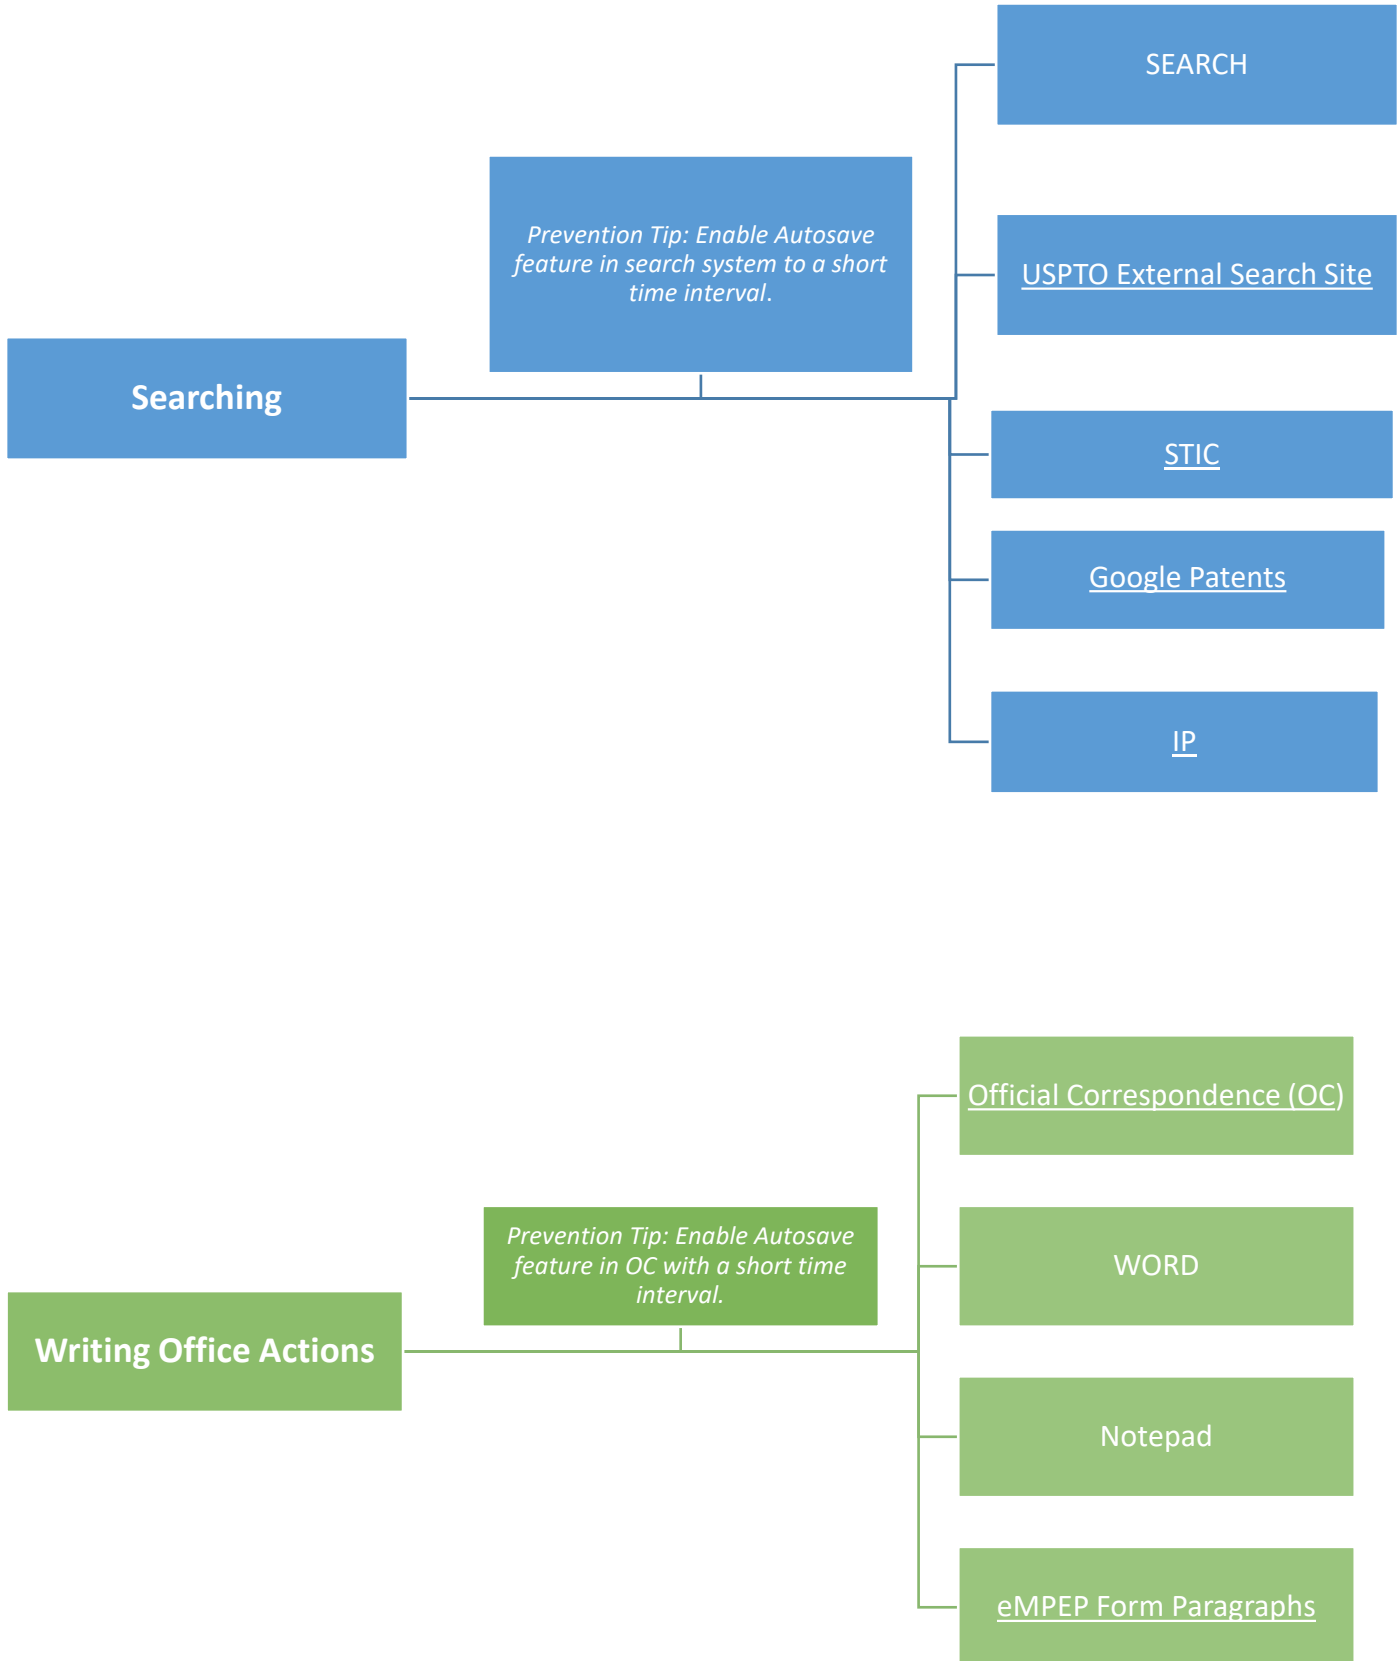 SEARCH
Prevention Tip: Enable Autosave
feature in search system to a short
time interval.
USPTO External Search Site
Searching
STIC
Google Patents
IP
Official Correspondence (OC)
Prevention Tip: Enable Autosave
feature in OC with a short time
interval.
WORD
Writing Office Actions
Notepad
eMPEP Form Paragraphs